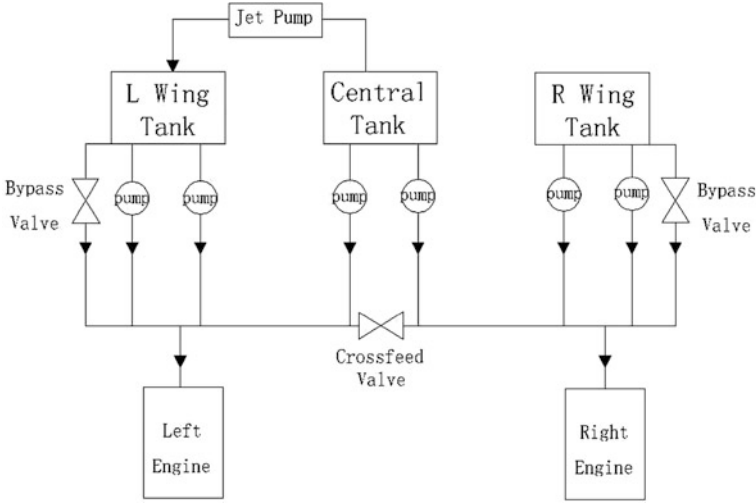 Jet Pump
L Wing
Tank
Central
Tank
R Wing
Tank
Bypass
Valve
pump
pump
pump
pump
pump
pump
Bypass
Valve
Crossfeed
Valve
Left
Engine
Right
Engine